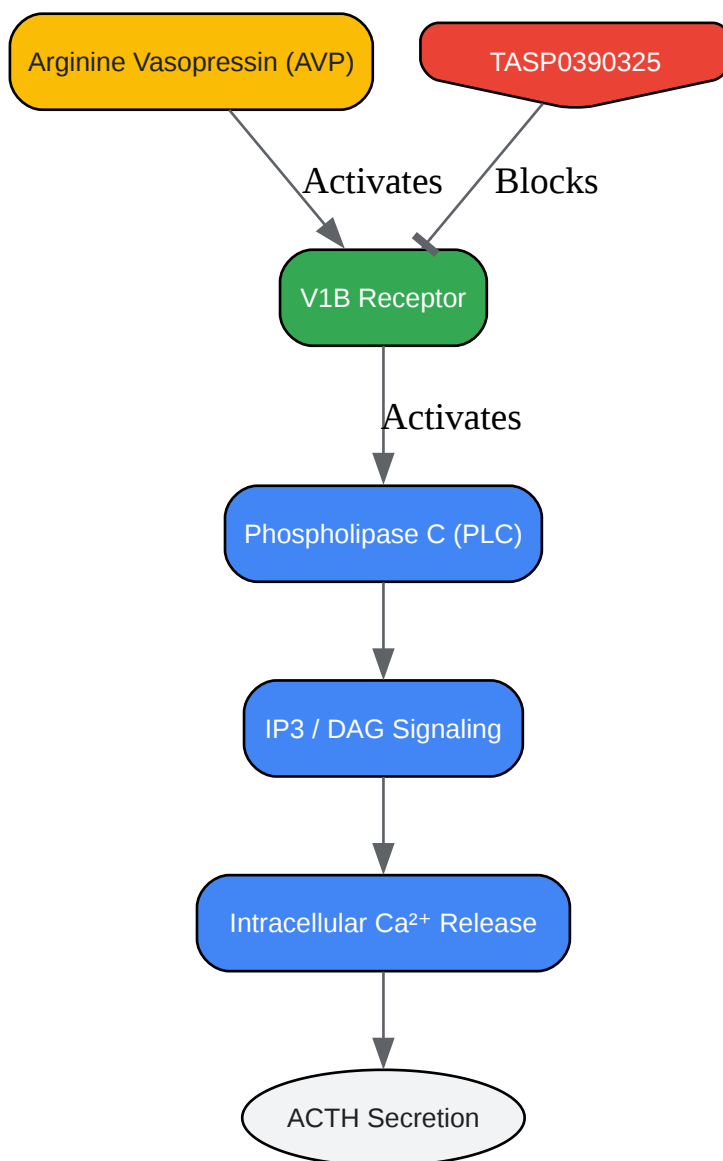 Arginine Vasopressin (AVP)
TASP0390325
Activates
Blocks
V1B Receptor
Activates
Phospholipase C (PLC)
IP3 / DAG Signaling
Intracellular Ca²⁺ Release
ACTH Secretion